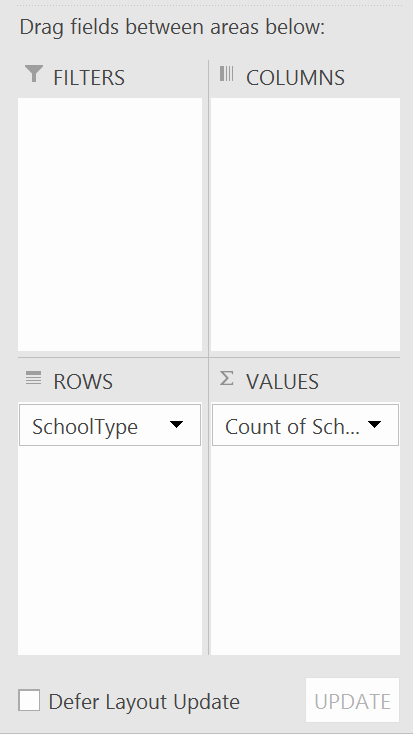 Drag fields between areas below:
FILTERS
COLUMNS
ROWS
VALUES
SchoolType
Count of Sch...
Defer Layout Update
UPDATE